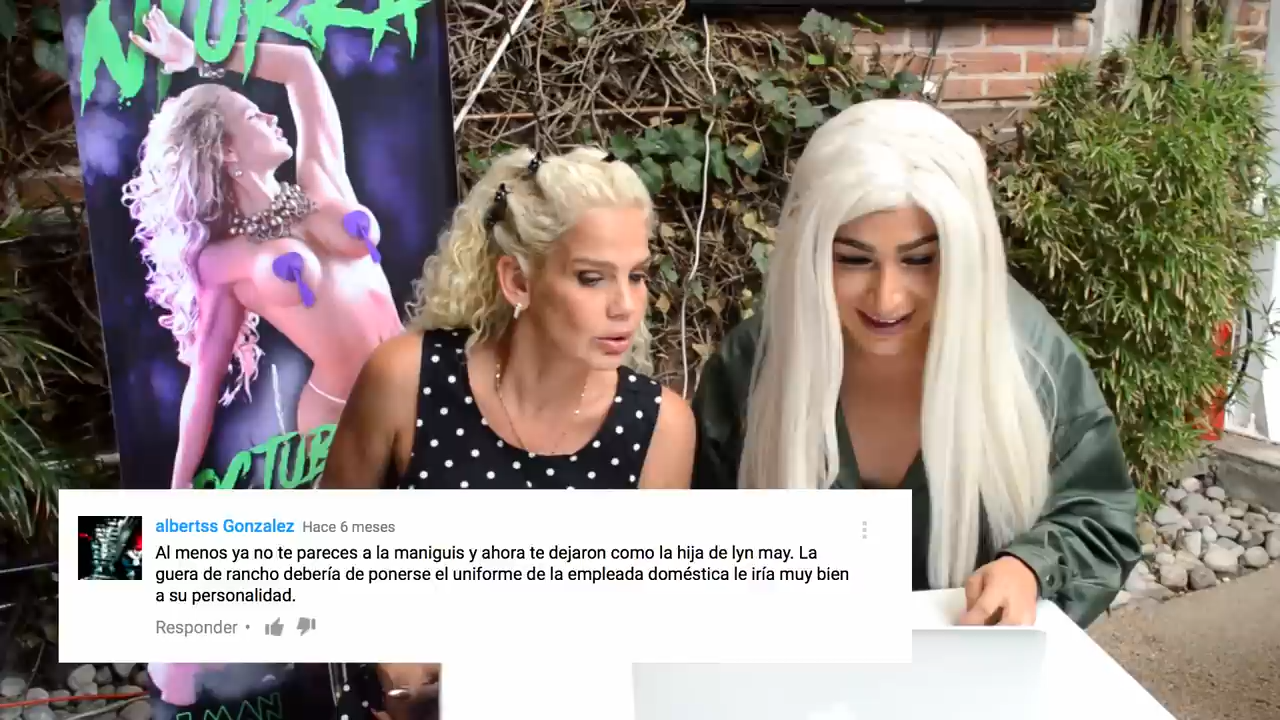 OCTUB
albertss Gonzalez Hace 6 meses
Al menos ya no te pareces a la maniguis y ahora te dejaron como la hija de lyn may. La
guera de rancho debería de ponerse el uniforme de la empleada doméstica le iría muy bien
a su personalidad.
Responder •